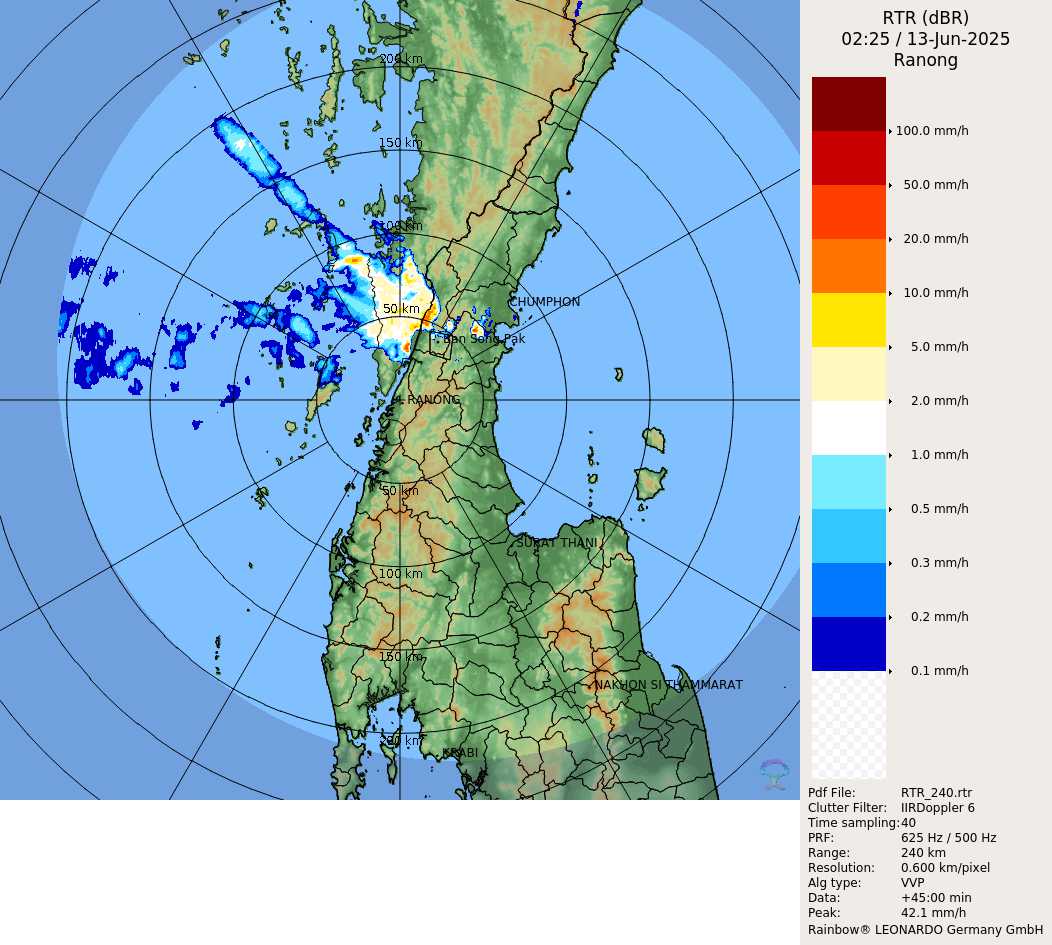 RTR (dBR)
02:25 / 13-Jun-2025
Ranong
200 km
150 km
100 km
50 km
CHUMPHON
Ban Song Pak
RANONG
50 km
SURAT THANI
100 km
150 km
NAKHON SI THAMMARAT
200 km
KRABI
100.0 mm/h
50.0 mm/h
20.0 mm/h
10.0 mm/h
5.0 mm/h
2.0 mm/h
1.0 mm/h
0.5 mm/h
0.3 mm/h
0.2 mm/h
0.1 mm/h
Pdf File: RTR_240.rtr
Clutter Filter: IIRDoppler 6
Time sampling:40
PRF: 625 Hz / 500 Hz
Range: 240 km
Resolution: 0.600 km/pixel
Alg type: VVP
Data: +45:00 min
Peak: 42.1 mm/h
Rainbow® LEONARDO Germany GmbH